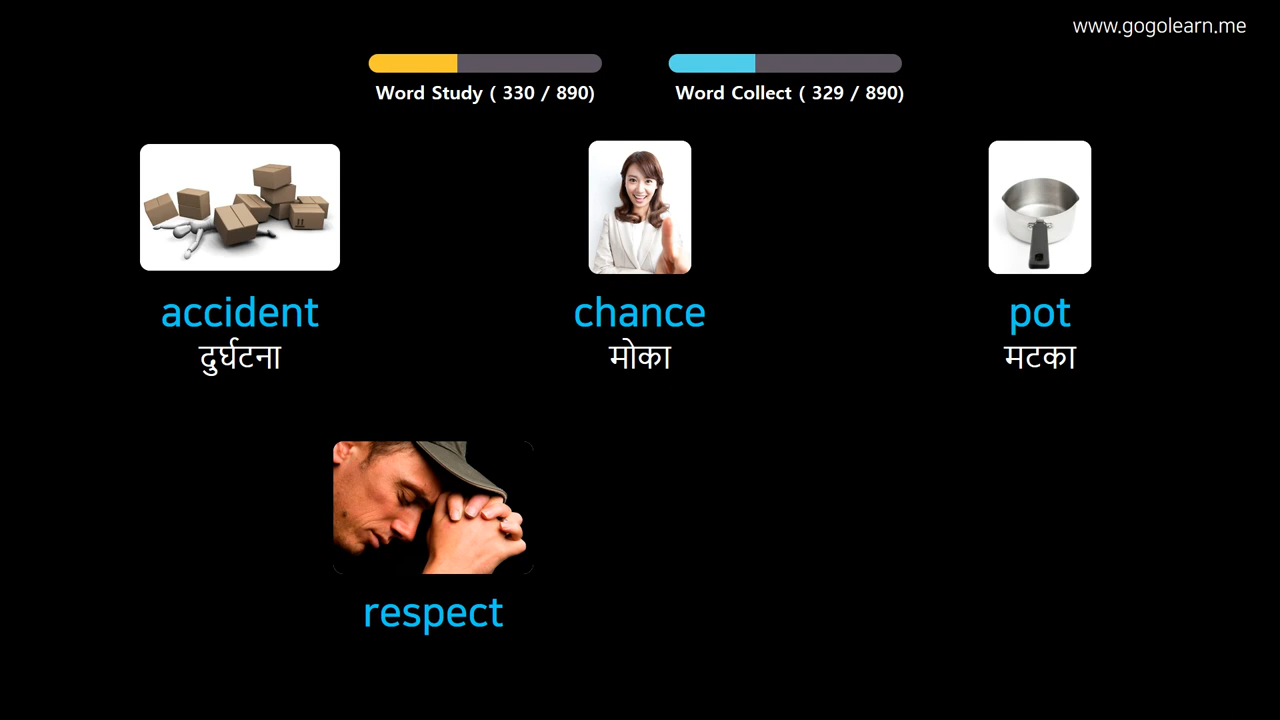 www.gogolearn.me
Word Study ( 330 / 890)
Word Collect ( 329 / 890)
accident
दुर्घटना
chance
मोका
pot
मटका
respect